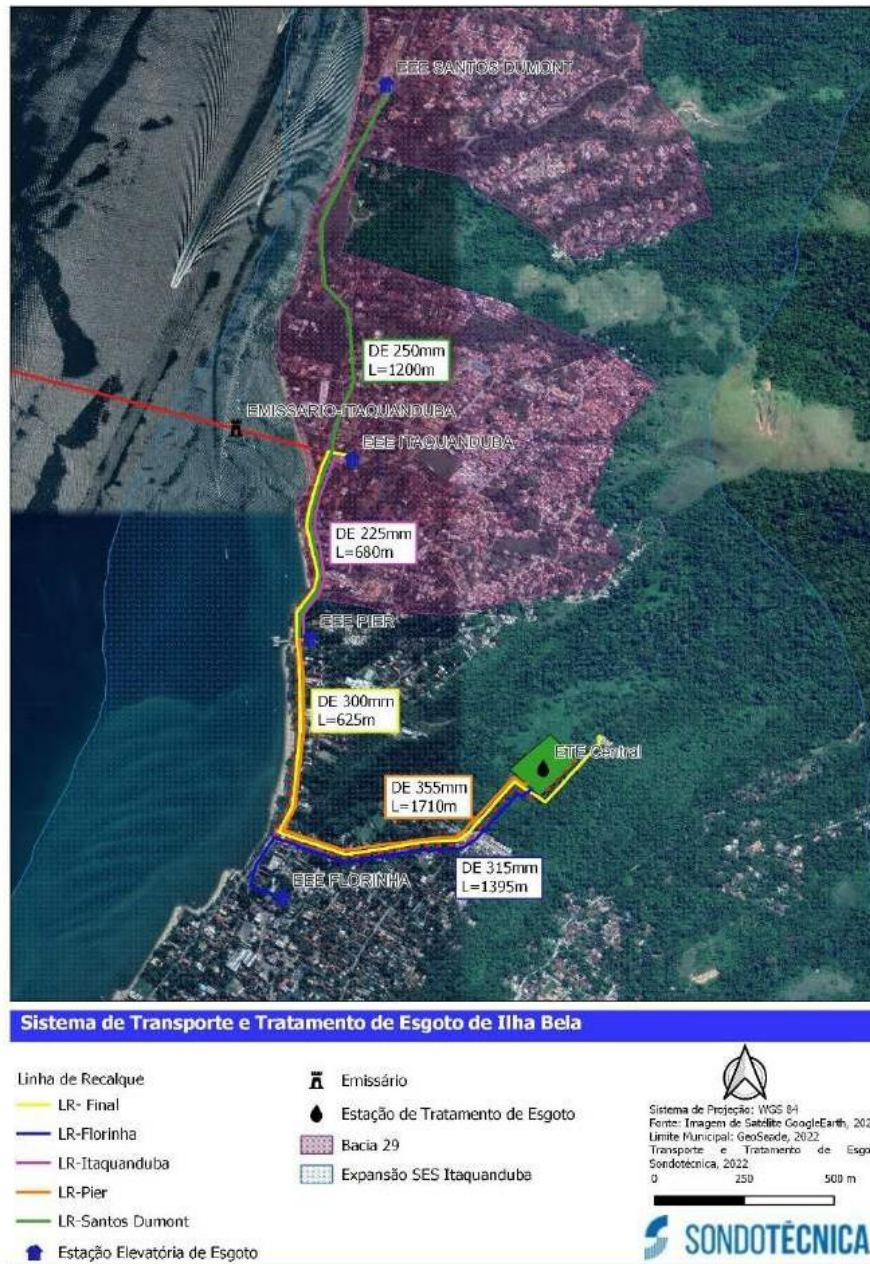 EEE SANTOS DUMONT
DE 250mm
L=1200m
EMISSARIO-ITAQUANDUBA
EEE ITAQUANDUBA
DE 225mm
L=680m
EEE PIER
DE 300mm
L=625m
ETE Central
DE 355mm
L=1710m
DE 315mm
L=1395m
EEE FLORINHA
Sistema de Transporte e Tratamento de Esgoto de Ilha Bela
Linha de Recalque
LR- Final
LR-Florinha
LR-Itaquanduba
LR-Pier
LR-Santos Dumont
Estação Elevatória de Esgoto
Emissário
Estação de Tratamento de Esgoto
Bacia 29
Expansão SES Itaquanduba
Sistema de Projeção: WGS 84
Fonte: Imagem de Satélite GoogleEarth, 202
Limite Municipal: GeoSeade, 2022
Transporte e Tratamento de Esgo
Sondotécnica, 2022
0 250 500 m
SONDOTÉCNICA